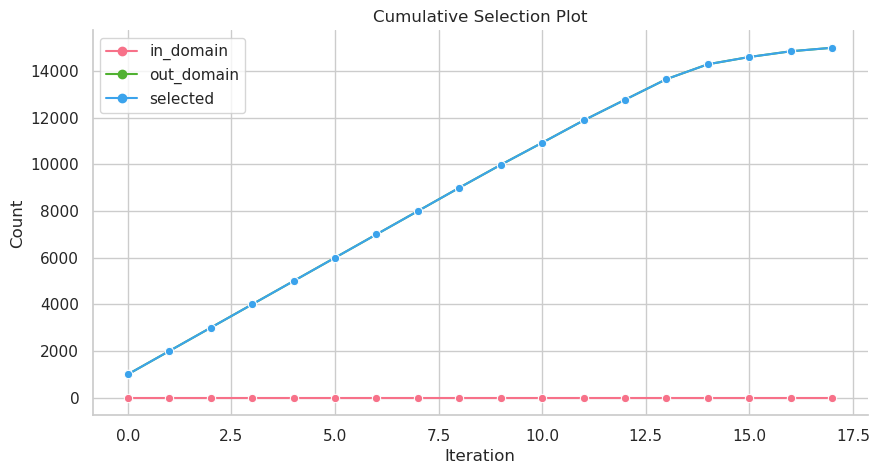 Cumulative Selection Plot
in_domain
out_domain
selected
14000
12000
10000
8000
6000
4000
2000
0
Count
0.0 2.5 5.0 7.5 10.0 12.5 15.0 17.5
Iteration